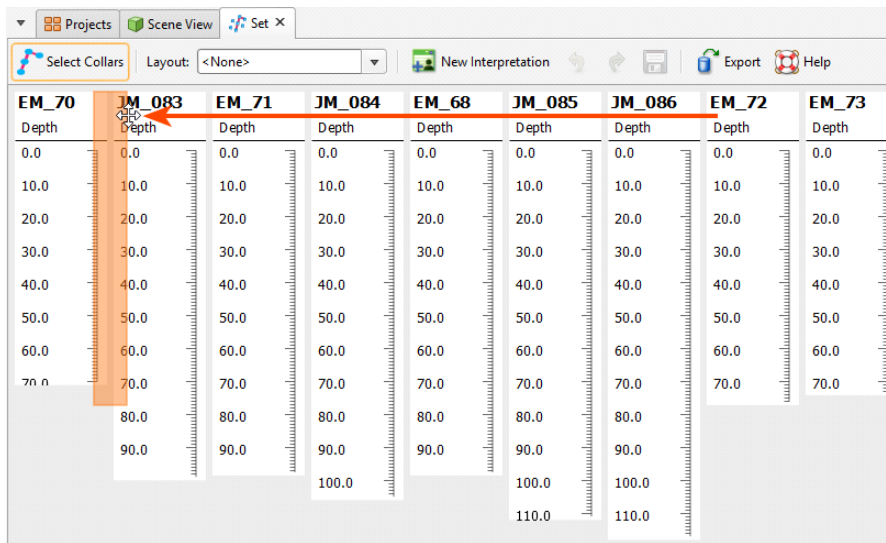 Projects Scene View Set
Select Collars Layout: <None> New Interpretation Export Help
EM_70 JM_083 EM_71 JM_084 EM_68 JM_085 JM_086 EM_72 EM_73
Depth Depth Depth Depth Depth Depth Depth Depth Depth
0.0 0.0 0.0 0.0 0.0 0.0 0.0 0.0 0.0
10.0 10.0 10.0 10.0 10.0 10.0 10.0 10.0 10.0
20.0 20.0 20.0 20.0 20.0 20.0 20.0 20.0 20.0
30.0 30.0 30.0 30.0 30.0 30.0 30.0 30.0 30.0
40.0 40.0 40.0 40.0 40.0 40.0 40.0 40.0 40.0
50.0 50.0 50.0 50.0 50.0 50.0 50.0 50.0 50.0
60.0 60.0 60.0 60.0 60.0 60.0 60.0 60.0 60.0
70.0 70.0 70.0 70.0 70.0 70.0 70.0 70.0 70.0
80.0 80.0 80.0 80.0 80.0 80.0
90.0 90.0 90.0 90.0 90.0 90.0
100.0 100.0 100.0
110.0 110.0